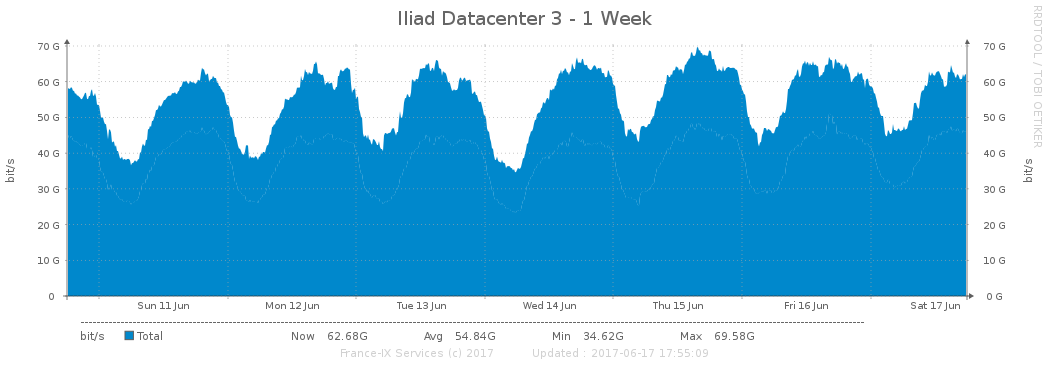 Iliad Datacenter 3 - 1 Week
RRDTOOL / TOBI OETIKER
bit/s
bit/s
70 G 70 G
60 G 60 G
50 G 50 G
40 G 40 G
30 G 30 G
20 G 20 G
10 G 10 G
0 0 G
Sun 11 Jun Mon 12 Jun Tue 13 Jun Wed 14 Jun Thu 15 Jun Fri 16 Jun Sat 17 Jun
bit/s Total Now 62.68G Avg 54.84G Min 34.62G Max 69.58G
France-IX Services (c) 2017 Updated : 2017-06-17 17:55:09